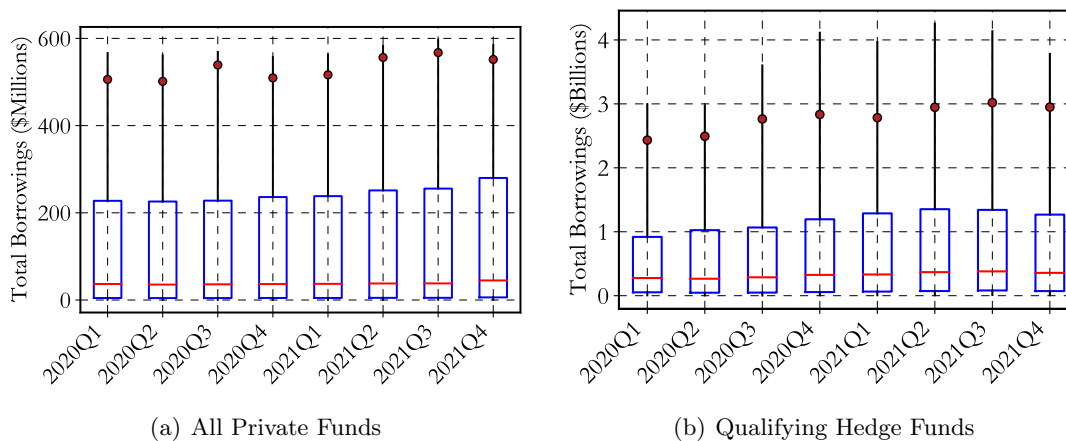 Total Borrowings ($Millions)
600
400
200
0
2020Q1
2020Q2
2020Q3
2020Q4
2021Q1
2021Q2
2021Q3
2021Q4
(a) All Private Funds
Total Borrowings ($Billions)
4
3
2
1
0
2020Q1
2020Q2
2020Q3
2020Q4
2021Q1
2021Q2
2021Q3
2021Q4
(b) Qualifying Hedge Funds